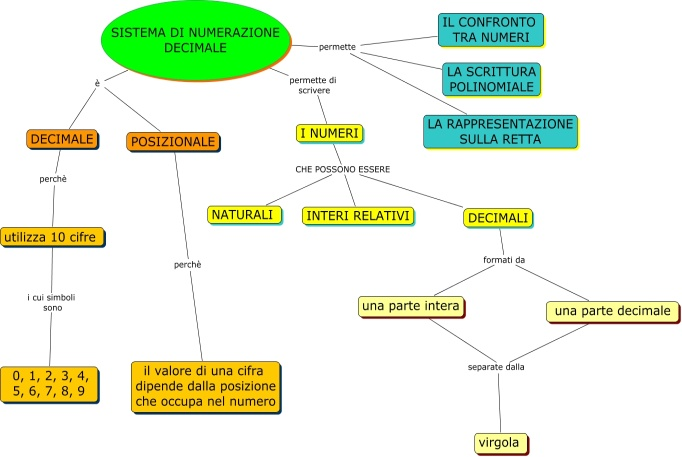 SISTEMA DI NUMERAZIONE
DECIMALE
permette
IL CONFRONTO
TRA NUMERI
LA SCRITTURA
POLINOMIALE
LA RAPPRESENTAZIONE
SULLA RETTA
è
permette di
scrivere
DECIMALE
POSIZIONALE
I NUMERI
perchè
CHE POSSONO ESSERE
NATURALI
INTERI RELATIVI
DECIMALI
utilizza 10 cifre
perchè
formati da
i cui simboli
sono
una parte intera
una parte decimale
0, 1, 2, 3, 4,
5, 6, 7, 8, 9
il valore di una cifra
dipende dalla posizione
che occupa nel numero
separate dalla
virgola